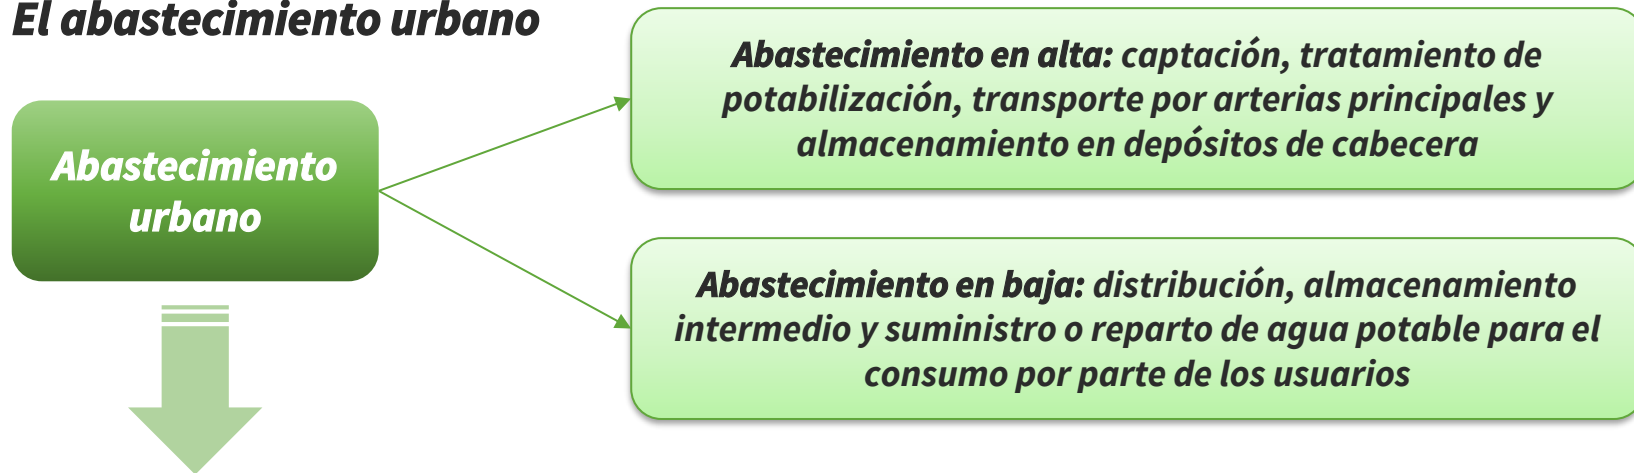 El abastecimiento urbano
Abastecimiento
urbano
Abastecimiento en alta: captación, tratamiento de
potabilización, transporte por arterias principales y
almacenamiento en depósitos de cabecera
Abastecimiento en baja: distribución, almacenamiento
intermedio y suministro o reparto de agua potable para el
consumo por parte de los usuarios